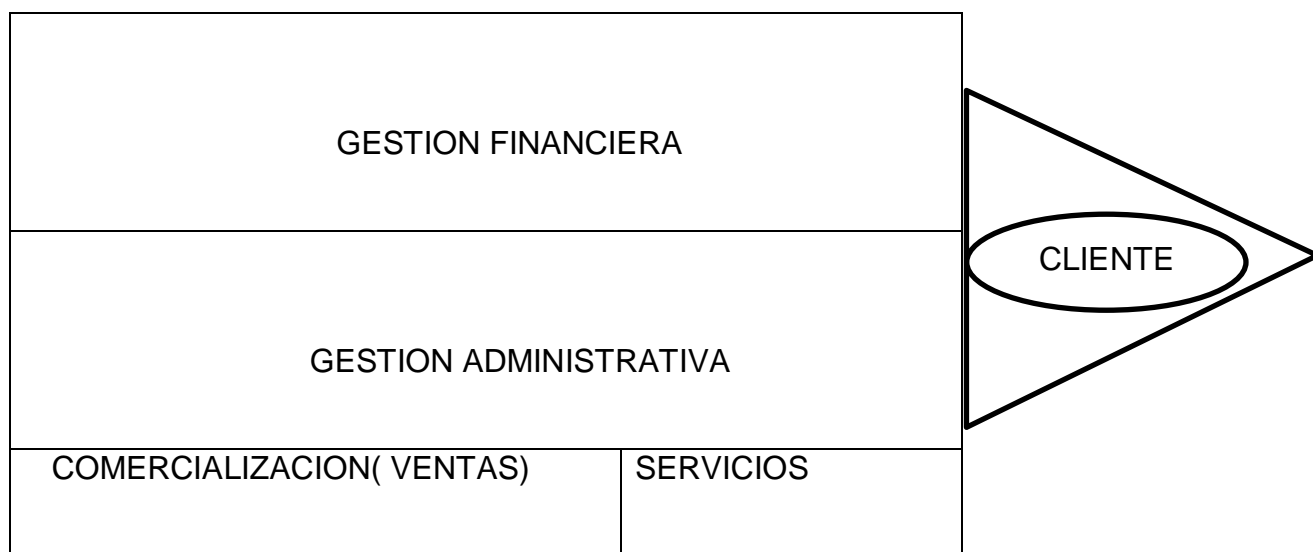 GESTION FINANCIERA
CLIENTE
GESTION ADMINISTRATIVA
COMERCIALIZACION( VENTAS)
SERVICIOS